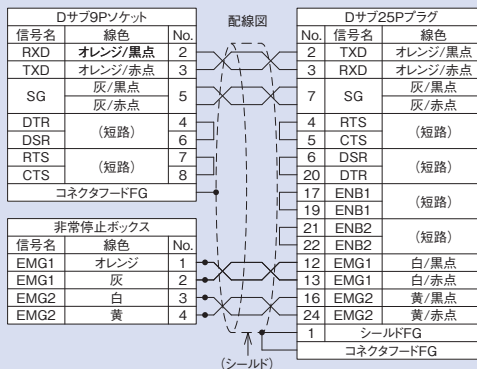 Dサブ9Pソケット
信号名 線色 No.
RXD オレンジ/黒点 2
TXD オレンジ/赤点 3
SG 灰/黒点 5
灰/赤点
DTR (短路) 4
DSR 6
RTS (短路) 7
CTS 8
コネクタフードFG
非常停止ボックス
信号名 線色 No.
EMG1 オレンジ 1
EMG1 灰 2
EMG2 白 3
EMG2 黄 4
配線図
(シールド)
Dサブ25Pプラグ
No. 信号名 線色
2 TXD オレンジ/黒点
3 RXD オレンジ/赤点
7 SG 灰/黒点
灰/赤点
4 RTS (短路)
5 CTS
6 DSR (短路)
20 DTR
17 ENB1 (短路)
19 ENB1
21 ENB2 (短路)
22 ENB2
12 EMG1 白/黒点
13 EMG1 白/赤点
16 EMG2 黄/黒点
24 EMG2 黄/赤点
1 シールドFG
コネクタフードFG